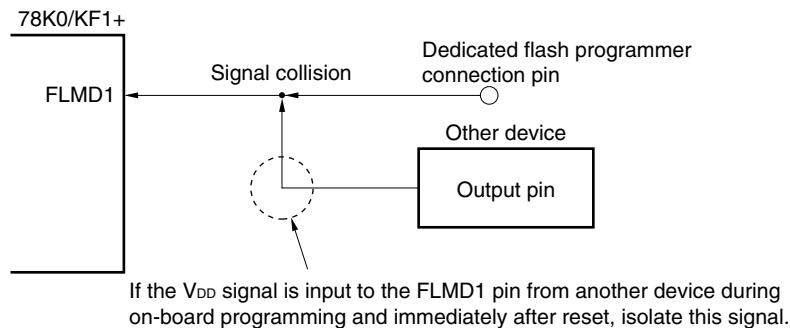 78K0/KF1+
Dedicated flash programmer
connection pin
Signal collision
FLMD1
Other device
Output pin
If the VDD signal is input to the FLMD1 pin from another device during
on-board programming and immediately after reset, isolate this signal.